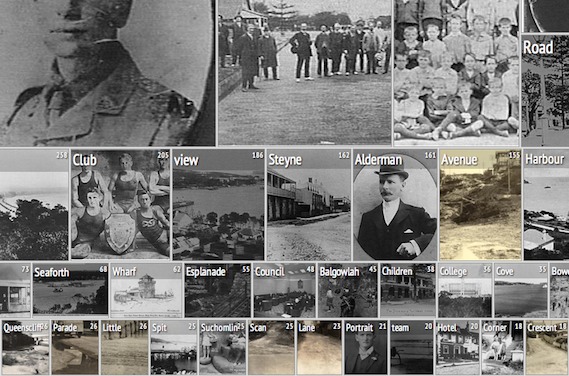 Road
258 Club 205 view 186 Steyne 162 Alderman 161 Avenue 155 Harbour
73 Seaforth 68 Wharf 62 Esplanade 55 Council 48 Balgowlah 45 Children 38 College 36 Cove 35
Queenscliff 26 Parade 26 Little 26 Spit 25 Suchomlin 25 Scan 25 Lane 23 Portrait 21 team 20 Hotel 20 Corner 18 Crescent 18